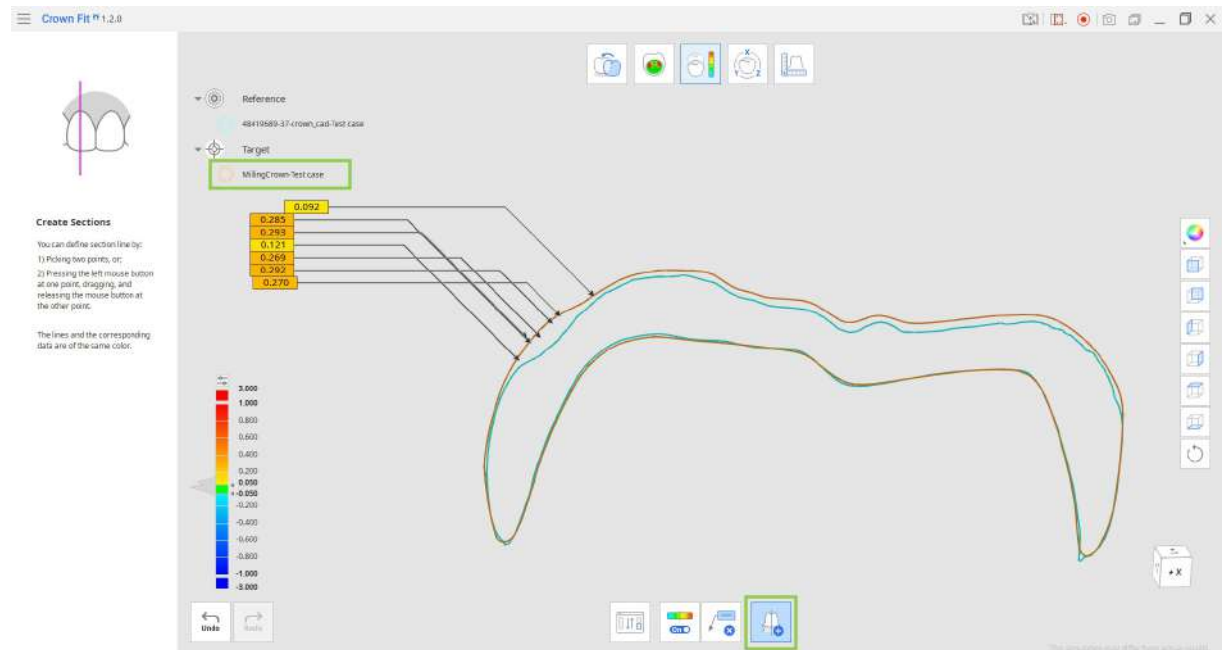 Crown Fit 1.2.0
Reference
48419689-37-crown_cad-Test case
Target
MillingCrown-Test case
0.092
0.285
0.293
0.121
0.269
0.292
0.270
Create Sections
You can define section line by:
1) Picking two points, or;
2) Pressing the left mouse button
at one point, dragging, and
releasing the mouse button at
the other point.
The lines and the corresponding
data are of the same color.
3.000
1.000
0.800
0.600
0.400
0.200
0.050
-0.050
-0.200
-0.400
-0.600
-0.800
-1.000
-3.000
X
Y
Z
+ X
Undo
Redo
On